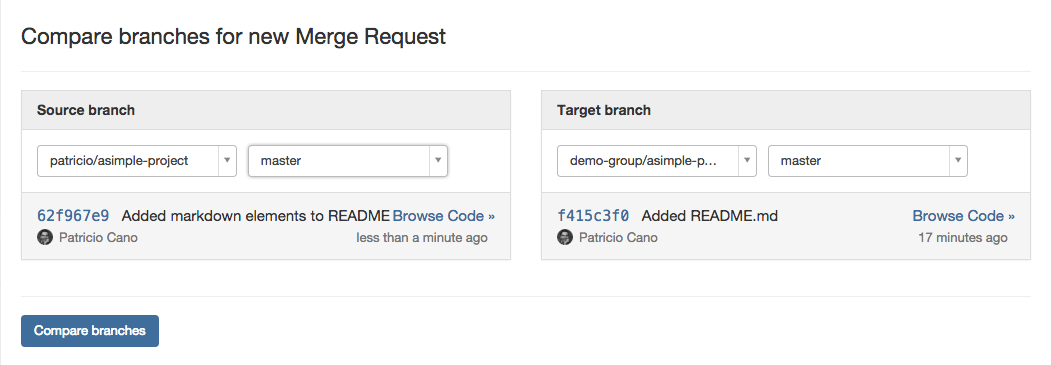 Compare branches for new Merge Request
Source branch
patricio/asimple-project
master
62f967e9 Added markdown elements to README Browse Code »
Patricio Cano less than a minute ago
Target branch
demo-group/asimple-p...
master
f415c3f0 Added README.md Browse Code »
Patricio Cano 17 minutes ago
Compare branches